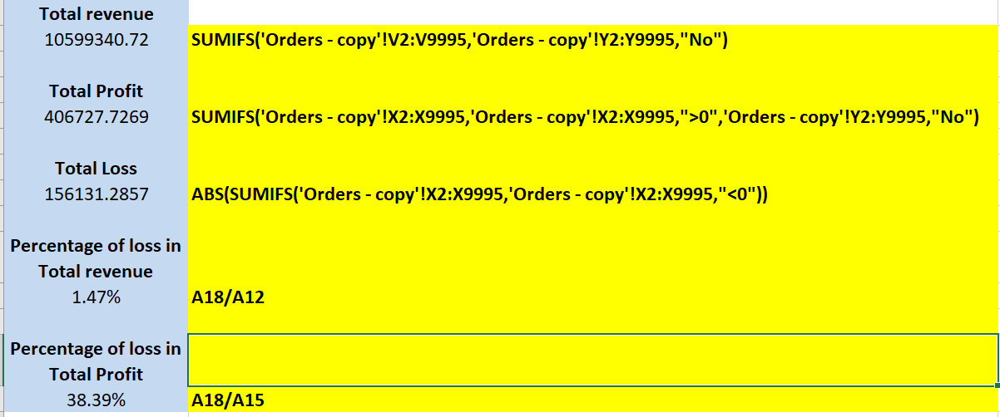 Total revenue
10599340.72 SUMIFS('Orders - copy'!V2:V9995,'Orders - copy'!Y2:Y9995,"No")
Total Profit
406727.7269 SUMIFS('Orders - copy'!X2:X9995,'Orders - copy'!X2:X9995,">0",'Orders - copy'!Y2:Y9995,"No")
Total Loss
156131.2857 ABS(SUMIFS('Orders - copy'!X2:X9995,'Orders - copy'!X2:X9995,"<0"))
Percentage of loss in
Total revenue
1.47% A18/A12
Percentage of loss in
Total Profit
38.39% A18/A15